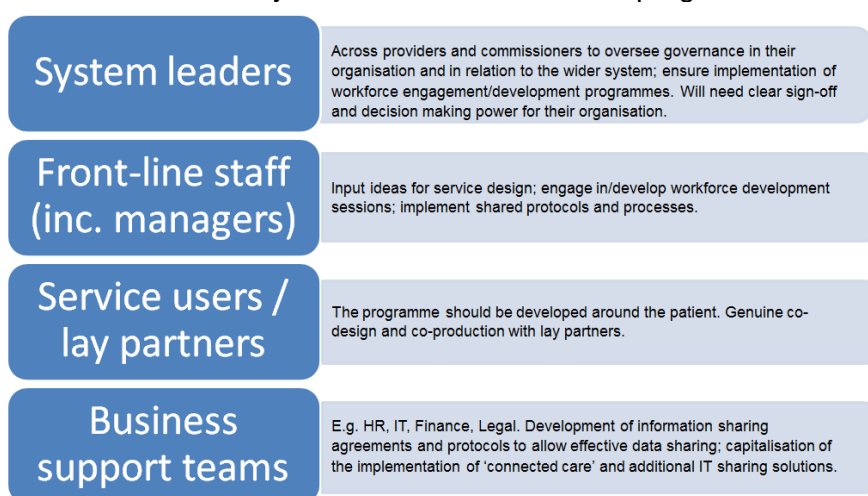 System leaders
Across providers and commissioners to oversee governance in their
organisation and in relation to the wider system; ensure implementation of
workforce engagement/development programmes. Will need clear sign-off
and decision making power for their organisation.
Front-line staff
(inc. managers)
Input ideas for service design; engage in/develop workforce development
sessions; implement shared protocols and processes.
Service users /
lay partners
The programme should be developed around the patient. Genuine co-
design and co-production with lay partners.
Business
support teams
E.g. HR, IT, Finance, Legal. Development of information sharing
agreements and protocols to allow effective data sharing; capitalisation of
the implementation of ‘connected care’ and additional IT sharing solutions.